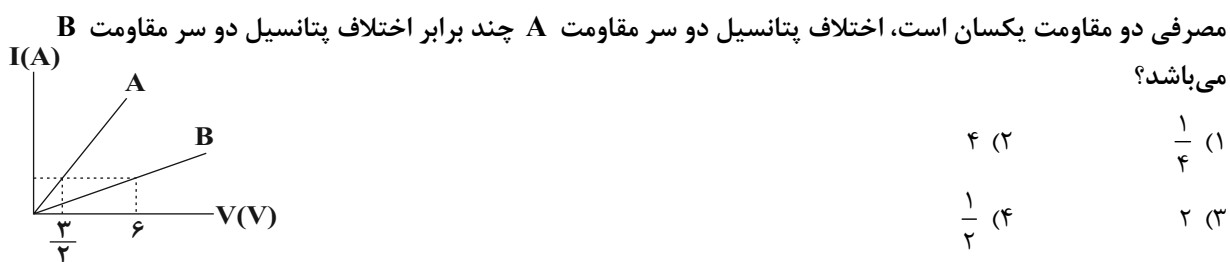 مصرفی دو مقاومت یکسان است، اختلاف پتانسیل دو سر مقاومت A چند برابر اختلاف پتانسیل دو سر مقاومت B
می‌باشد؟
۱) ۱/۴
۲) ۴
۳) ۲
۴) ۱/۲
I(A)
A
B
V(V)
۳/۲
۶